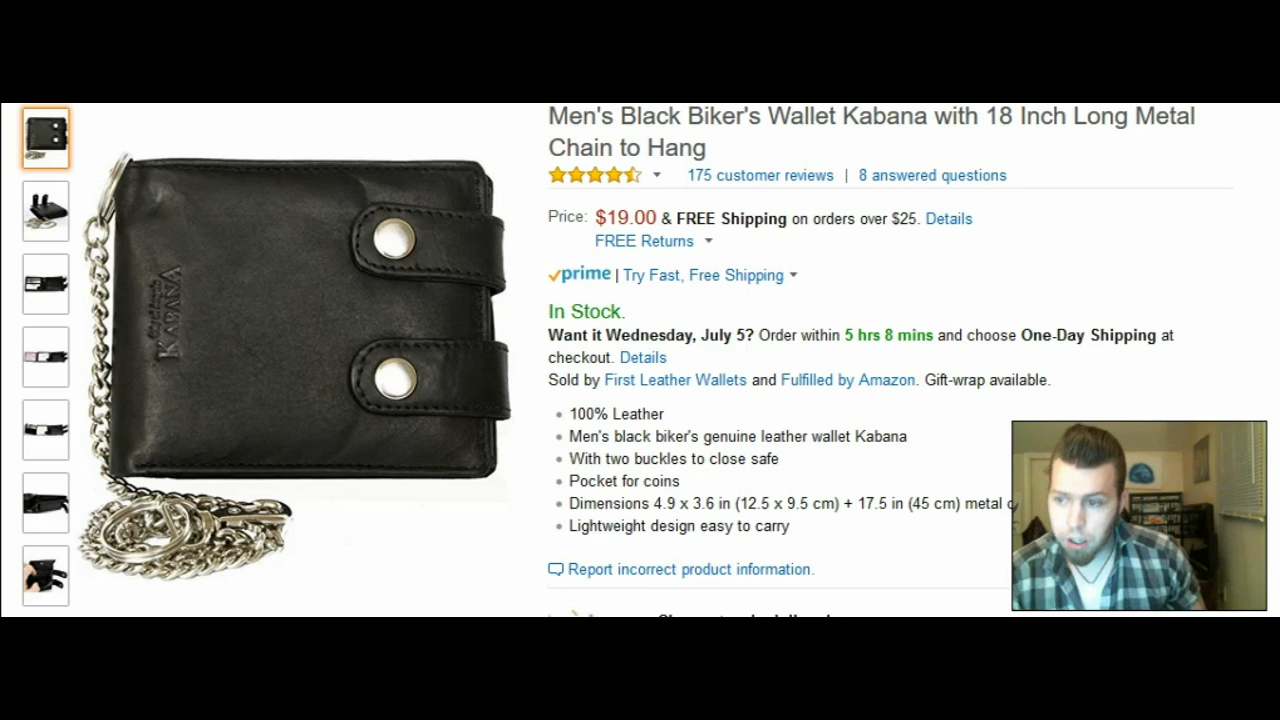 Men's Black Biker's Wallet Kabana with 18 Inch Long Metal
Chain to Hang
175 customer reviews | 8 answered questions
Price: $19.00 & FREE Shipping on orders over $25. Details
FREE Returns
prime | Try Fast, Free Shipping
In Stock.
Want it Wednesday, July 5? Order within 5 hrs 8 mins and choose One-Day Shipping at
checkout. Details
Sold by First Leather Wallets and Fulfilled by Amazon. Gift-wrap available.
100% Leather
Men's black biker's genuine leather wallet Kabana
With two buckles to close safe
Pocket for coins
Dimensions 4.9 x 3.6 in (12.5 x 9.5 cm) + 17.5 in (45 cm) metal
Lightweight design easy to carry
Report incorrect product information.
KABANA